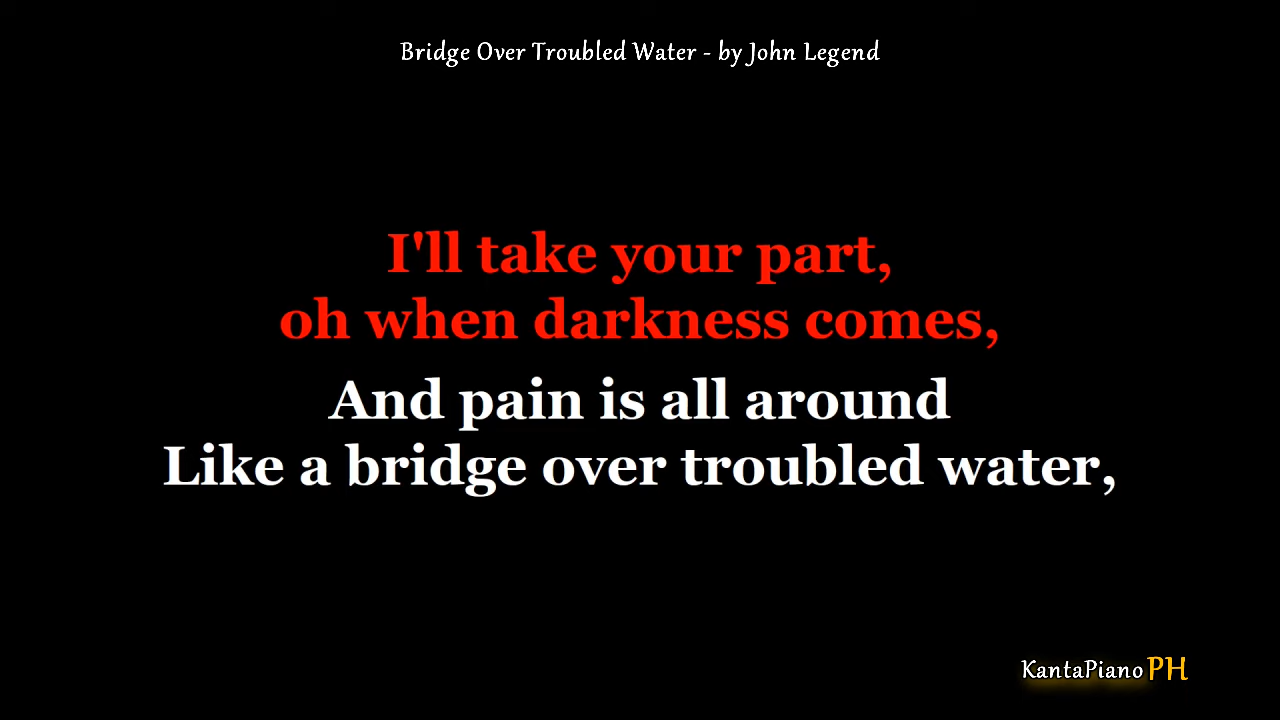 Bridge Over Troubled Water - by John Legend
I'll take your part,
oh when darkness comes,
And pain is all around
Like a bridge over troubled water,
KantaPiano PH